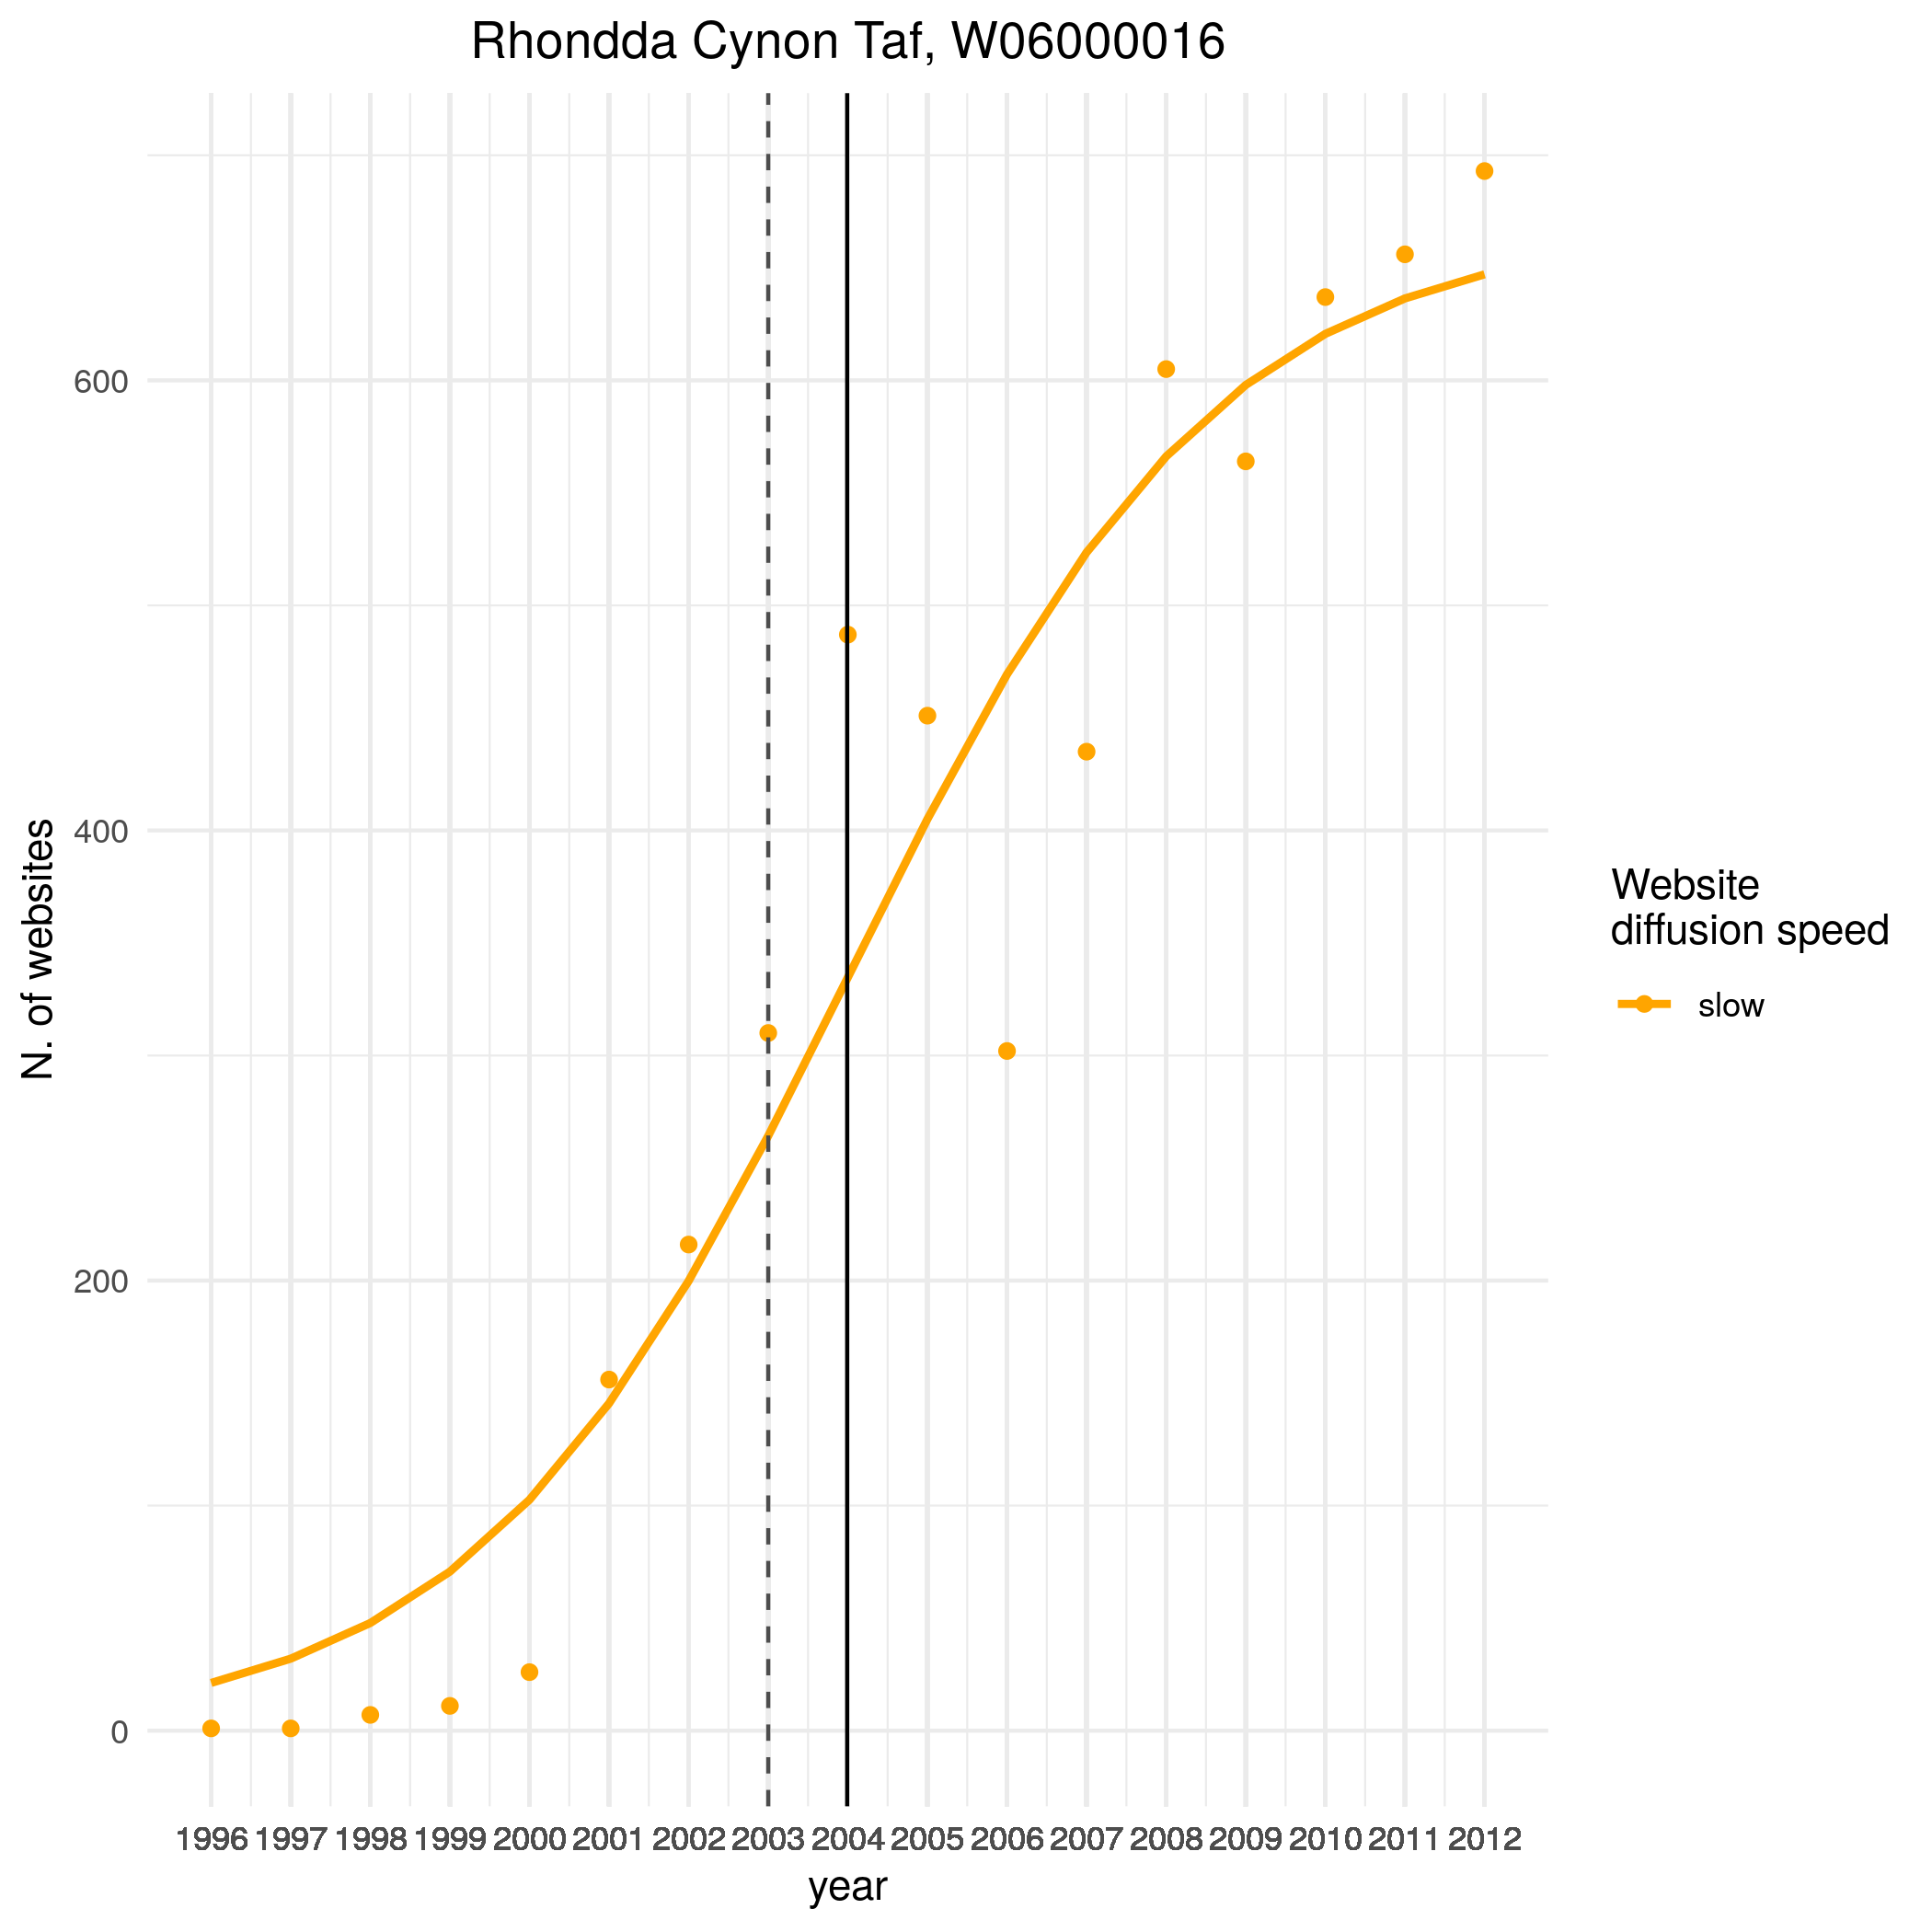 Rhondda Cynon Taf, W06000016
N. of websites
600
400
200
0
1996 1997 1998 1999 2000 2001 2002 2003 2004 2005 2006 2007 2008 2009 2010 2011 2012
year
Website
diffusion speed
slow